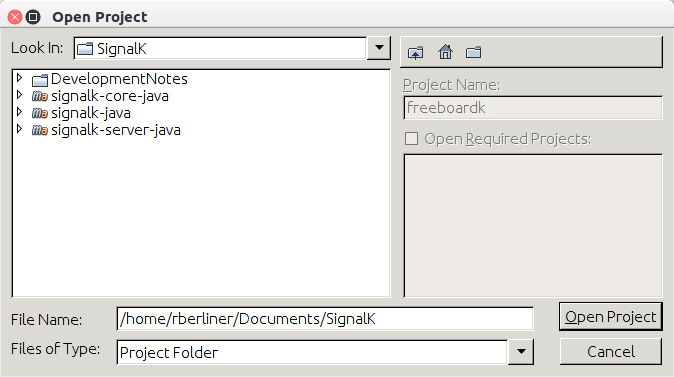 Open Project
Look In: SignalK
DevelopmentNotes
signalk-core-java
signalk-java
signalk-server-java
Project Name:
freeboardk
Open Required Projects:
File Name: /home/rberliner/Documents/SignalK
Open Project
Files of Type: Project Folder
Cancel